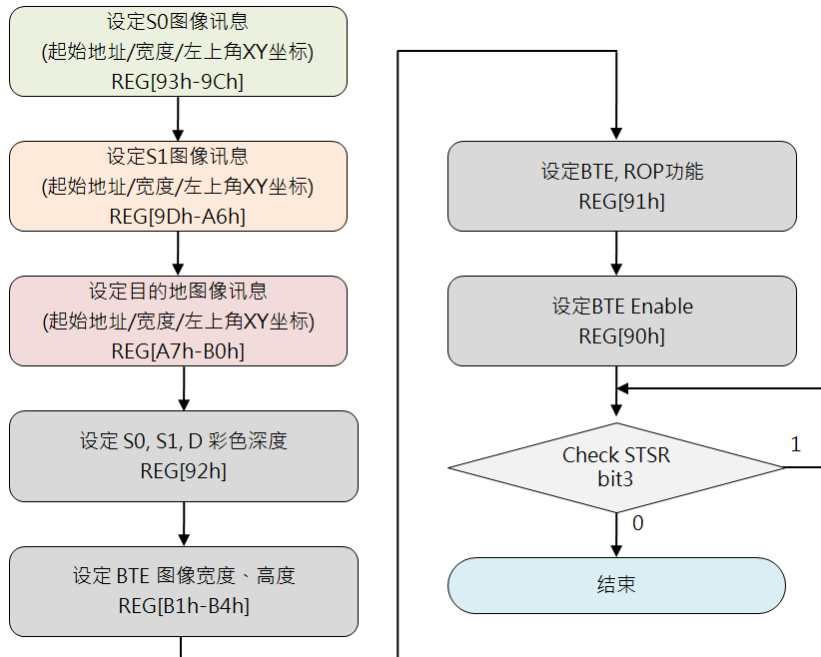 设定S0图像讯息
(起始地址/宽度/左上角XY坐标)
REG[93h-9Ch]
设定S1图像讯息
(起始地址/宽度/左上角XY坐标)
REG[9Dh-A6h]
设定目的地图像讯息
(起始地址/宽度/左上角XY坐标)
REG[A7h-B0h]
设定 S0, S1, D 彩色深度
REG[92h]
设定 BTE 图像宽度、高度
REG[B1h-B4h]
设定BTE, ROP功能
REG[91h]
设定BTE Enable
REG[90h]
Check STSR
bit3
1
0
结束